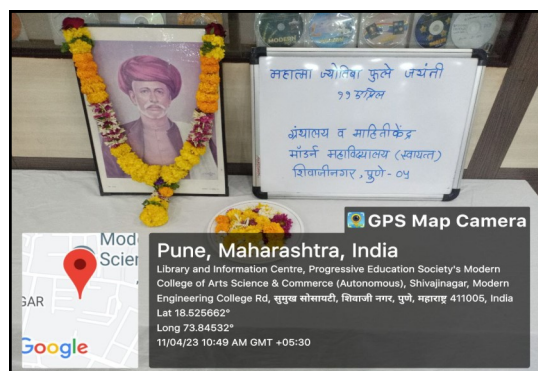 महात्मा ज्योतिबा फुले जयंती
११ एप्रिल
ग्रंथालय व माहितीकेंद्र
मॉडर्न महाविद्यालय (स्वायत्त)
शिवाजीनगर, पुणे - ०५
GPS Map Camera
Mod
Scier
GAR
Google
Pune, Maharashtra, India
Library and Information Centre, Progressive Education Society's Modern
College of Arts Science & Commerce (Autonomous), Shivajinagar, Modern
Engineering College Rd, सुमुख सोसायटी, शिवाजी नगर, पुणे, महाराष्ट्र 411005, India
Lat 18.525662°
Long 73.84532°
11/04/23 10:49 AM GMT +05:30